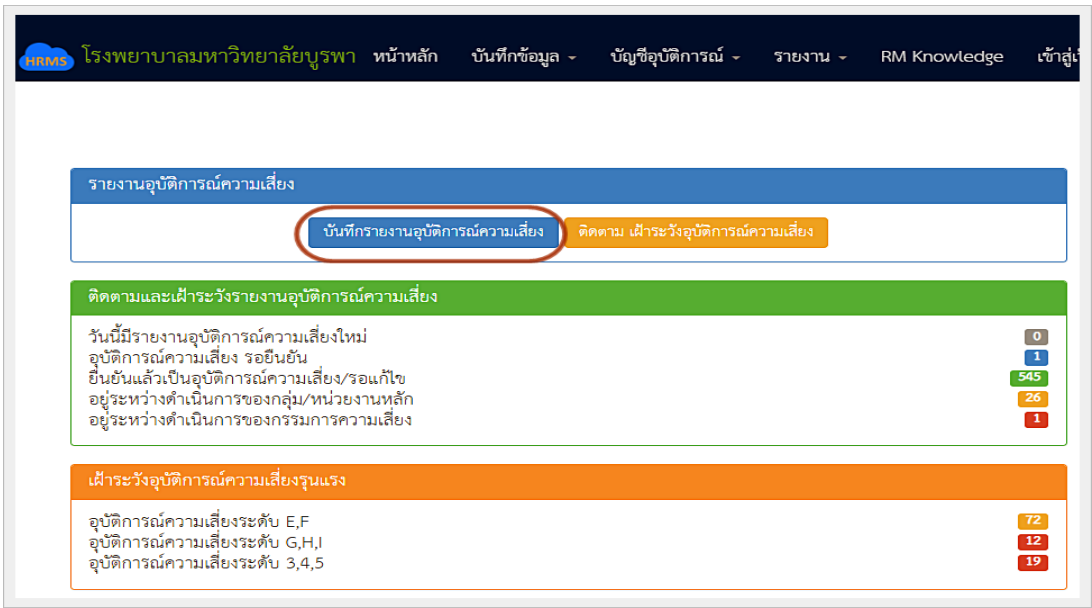 HRMS โรงพยาบาลมหาวิทยาลัยบูรพา หน้าหลัก บันทึกข้อมูล บัญชีอุบัติการณ์ รายงาน RM Knowledge
รายงานอุบัติการณ์ความเสี่ยง
บันทึกรายงานอุบัติการณ์ความเสี่ยง ติดตาม เฝ้าระวังอุบัติการณ์ความเสี่ยง
ติดตามและเฝ้าระวังรายงานอุบัติการณ์ความเสี่ยง
วันนี้มีรายงานอุบัติการณ์ความเสี่ยงใหม่ 0
อุบัติการณ์ความเสี่ยง รอยืนยัน 1
ยืนยันแล้วเป็นอุบัติการณ์ความเสี่ยง/รอแก้ไข 545
อยู่ระหว่างดำเนินการของกลุ่ม/หน่วยงานหลัก 26
อยู่ระหว่างดำเนินการของกรรมการความเสี่ยง 1
เฝ้าระวังอุบัติการณ์ความเสี่ยงรุนแรง
อุบัติการณ์ความเสี่ยงระดับ E,F 72
อุบัติการณ์ความเสี่ยงระดับ G,H,I 12
อุบัติการณ์ความเสี่ยงระดับ 3,4,5 19